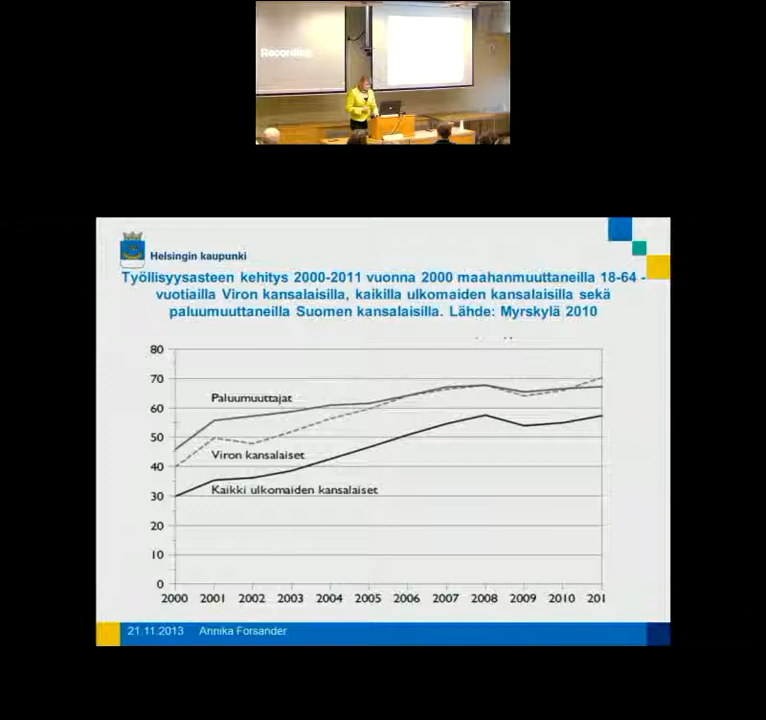 Recording
Helsingin kaupunki
Työllisyysasteen kehitys 2000-2011 vuonna 2000 maahanmuuttaneilla 18-64 -
vuotiailla Viron kansalaisilla, kaikilla ulkomaiden kansalaisilla sekä
paluumuuttaneilla Suomen kansalaisilla. Lähde: Myrskylä 2010
80
70
Paluumuuttajat
60
50
Viron kansalaiset
40
Kaikki ulkomaiden kansalaiset
30
20
10
0
2000 2001 2002 2003 2004 2005 2006 2007 2008 2009 2010 201
21.11.2013 Annika Forsander